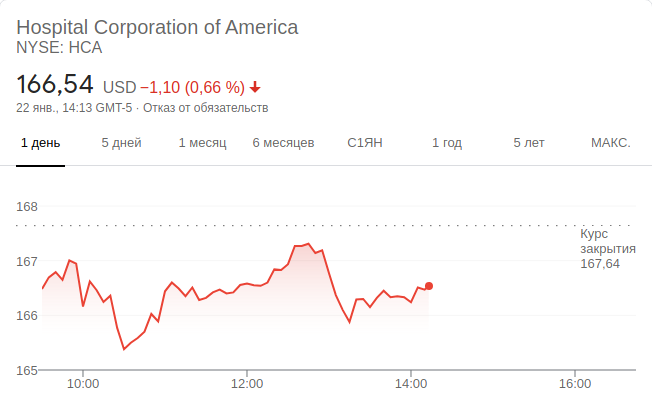 Hospital Corporation of America
NYSE: HCA
166,54 USD −1,10 (0,66 %)
22 янв., 14:13 GMT-5 · Отказ от обязательств
1 день 5 дней 1 месяц 6 месяцев С1ЯН 1 год 5 лет МАКС.
168
Курс
закрытия
167,64
167
166
165
10:00 12:00 14:00 16:00